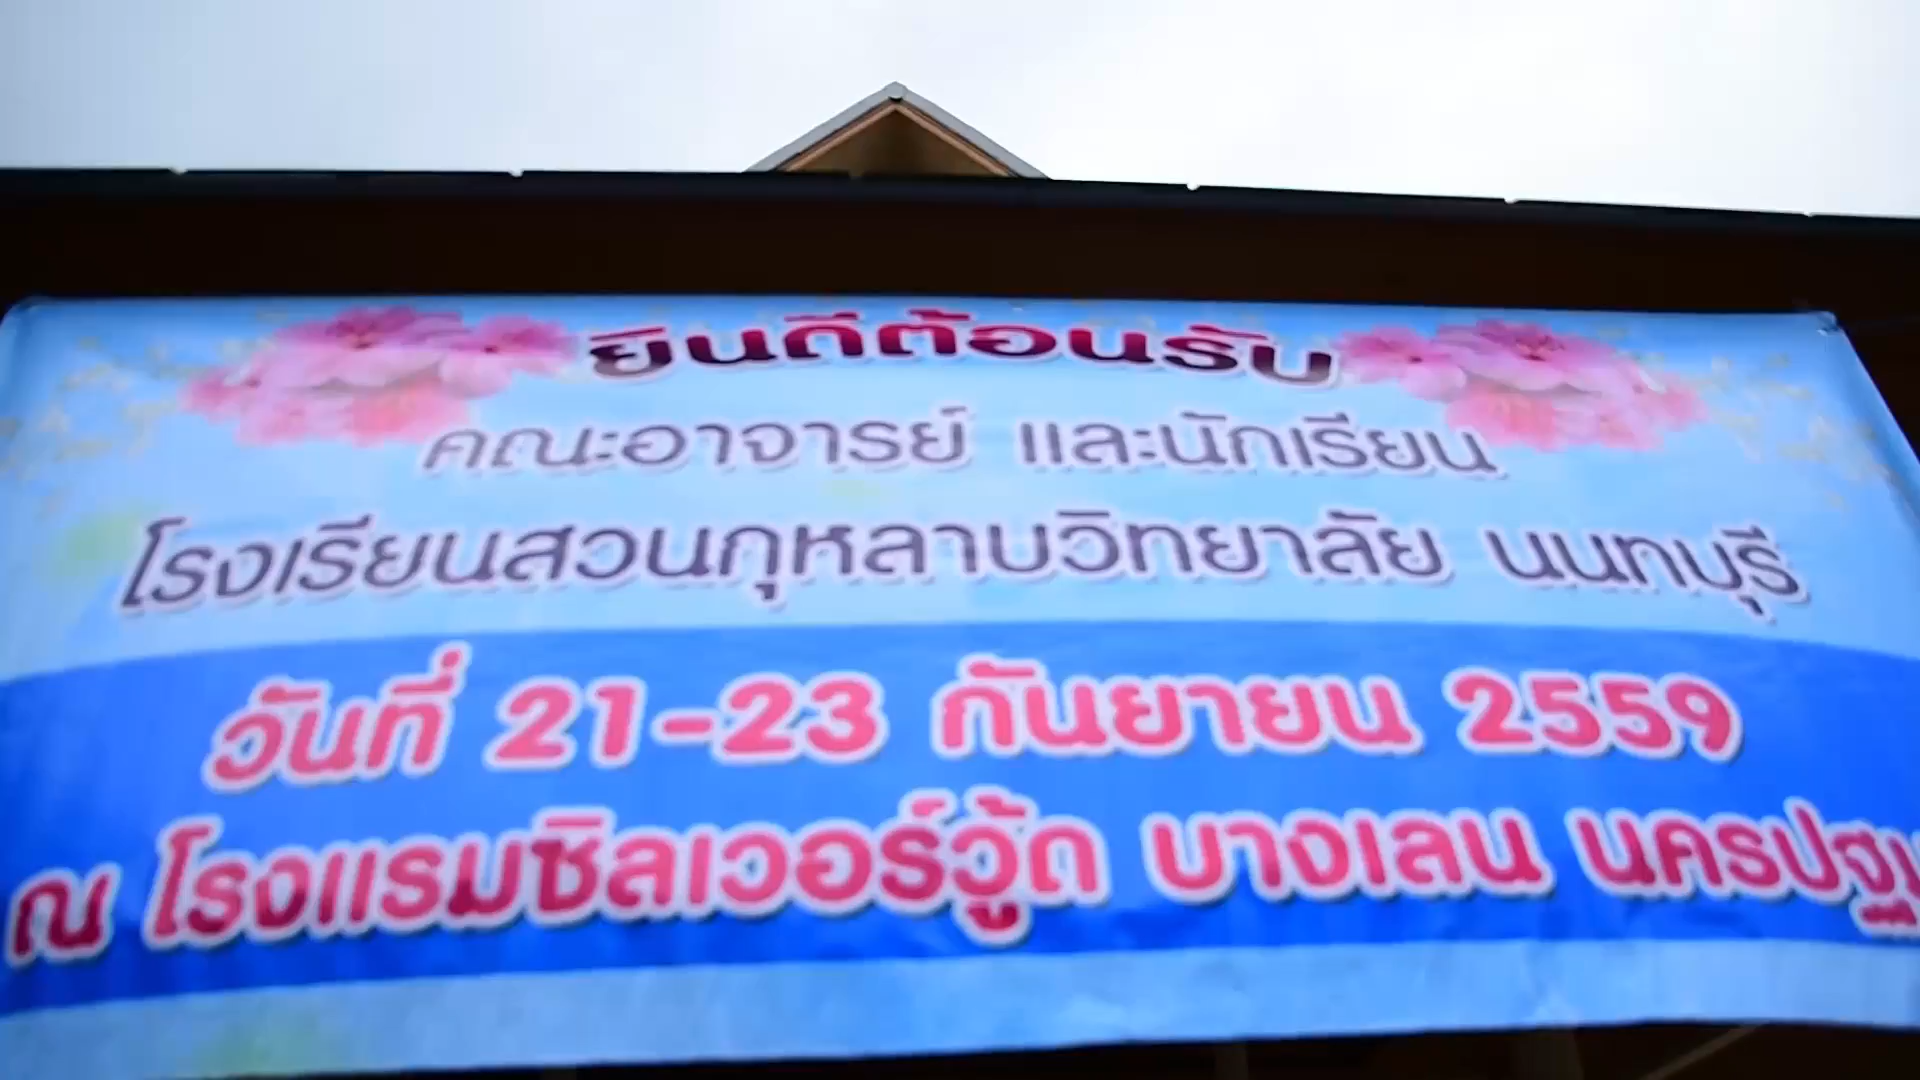 ยินดีต้อนรับ
คณะอาจารย์ และนักเรียน
โรงเรียนสวนกุหลาบวิทยาลัย นนทบุรี
วันที่ 21-23 กันยายน 2559
ณ โรงแรมซิลเวอร์วู้ด บางเลน